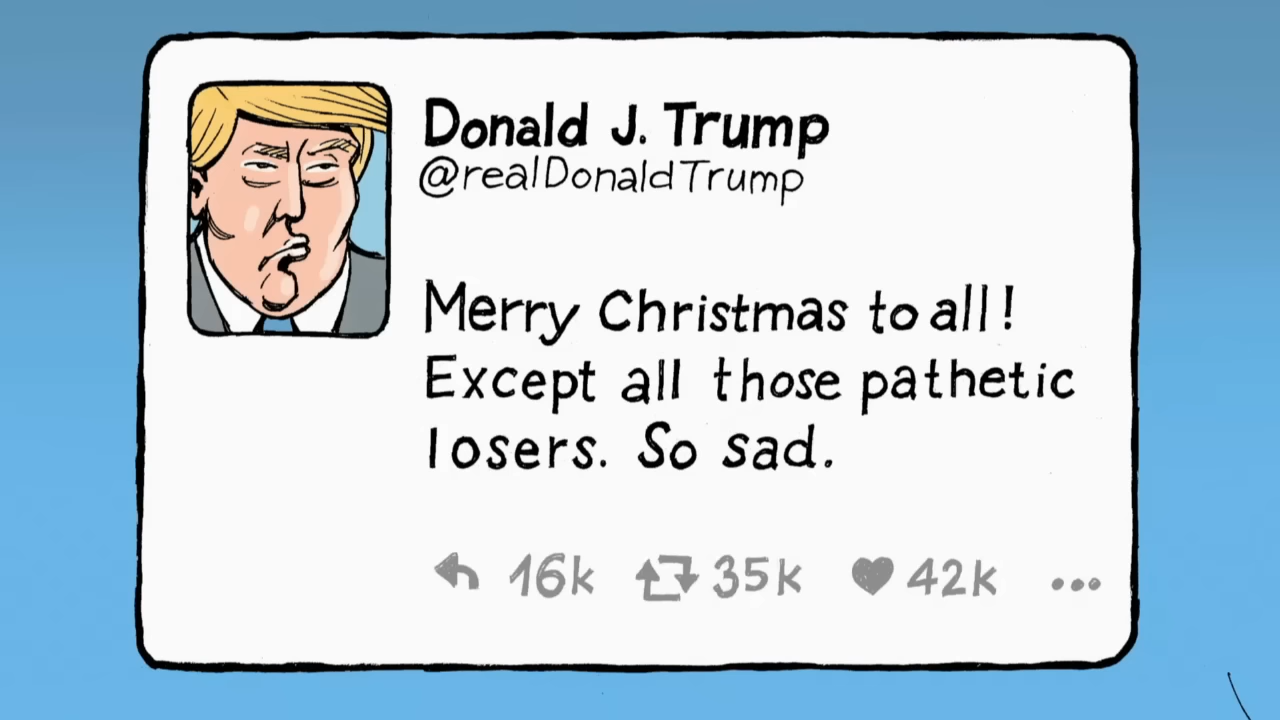 Donald J. Trump
@realDonaldTrump
Merry Christmas to all!
Except all those pathetic
losers. So sad.
16k 35k 42k